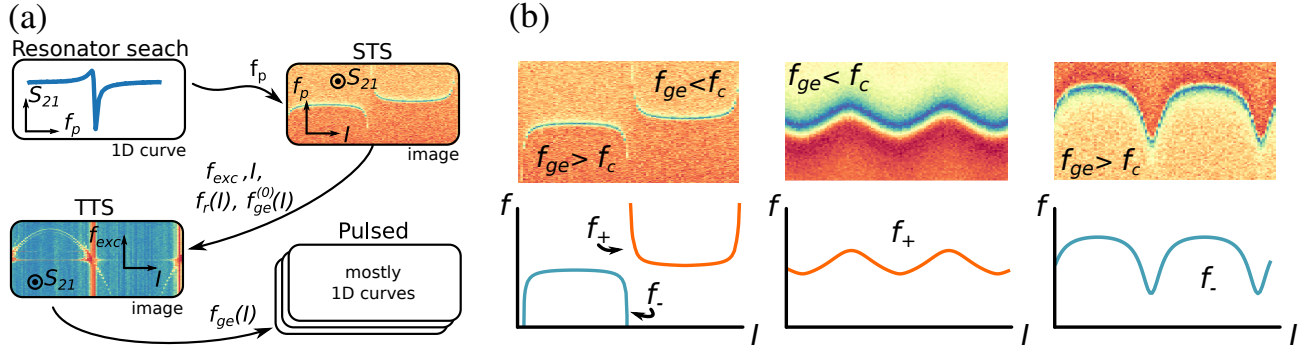 (a)
Resonator seach
S21
fp
1D curve
fp
STS
fp
S21
I
image
fexc ,I,
fr(I), fge(0)(I)
TTS
fexc
S21
I
image
fge(I)
Pulsed
mostly
1D curves
(b)
fge<fc
fge> fc
fge< fc
fge> fc
f
f+
f-
I
f+
I
f-
I